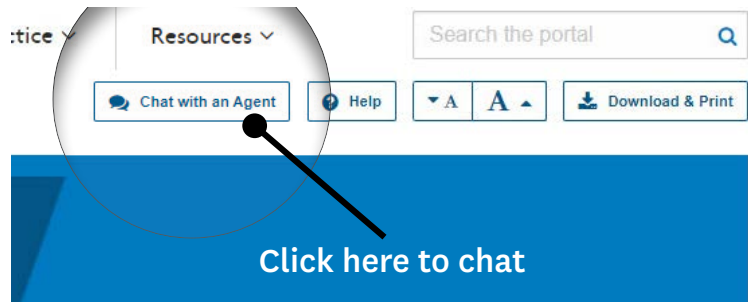 ctice Resources Search the portal
Chat with an Agent Help A A Download & Print
Click here to chat